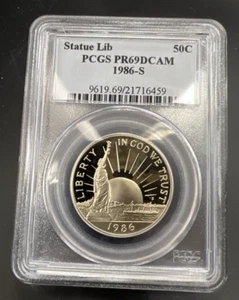 Statue Lib 50C
PCGS PR69DCAM
1986-S
9619.69/21716459
LIBERTY
IN GOD WE TRUST
1986